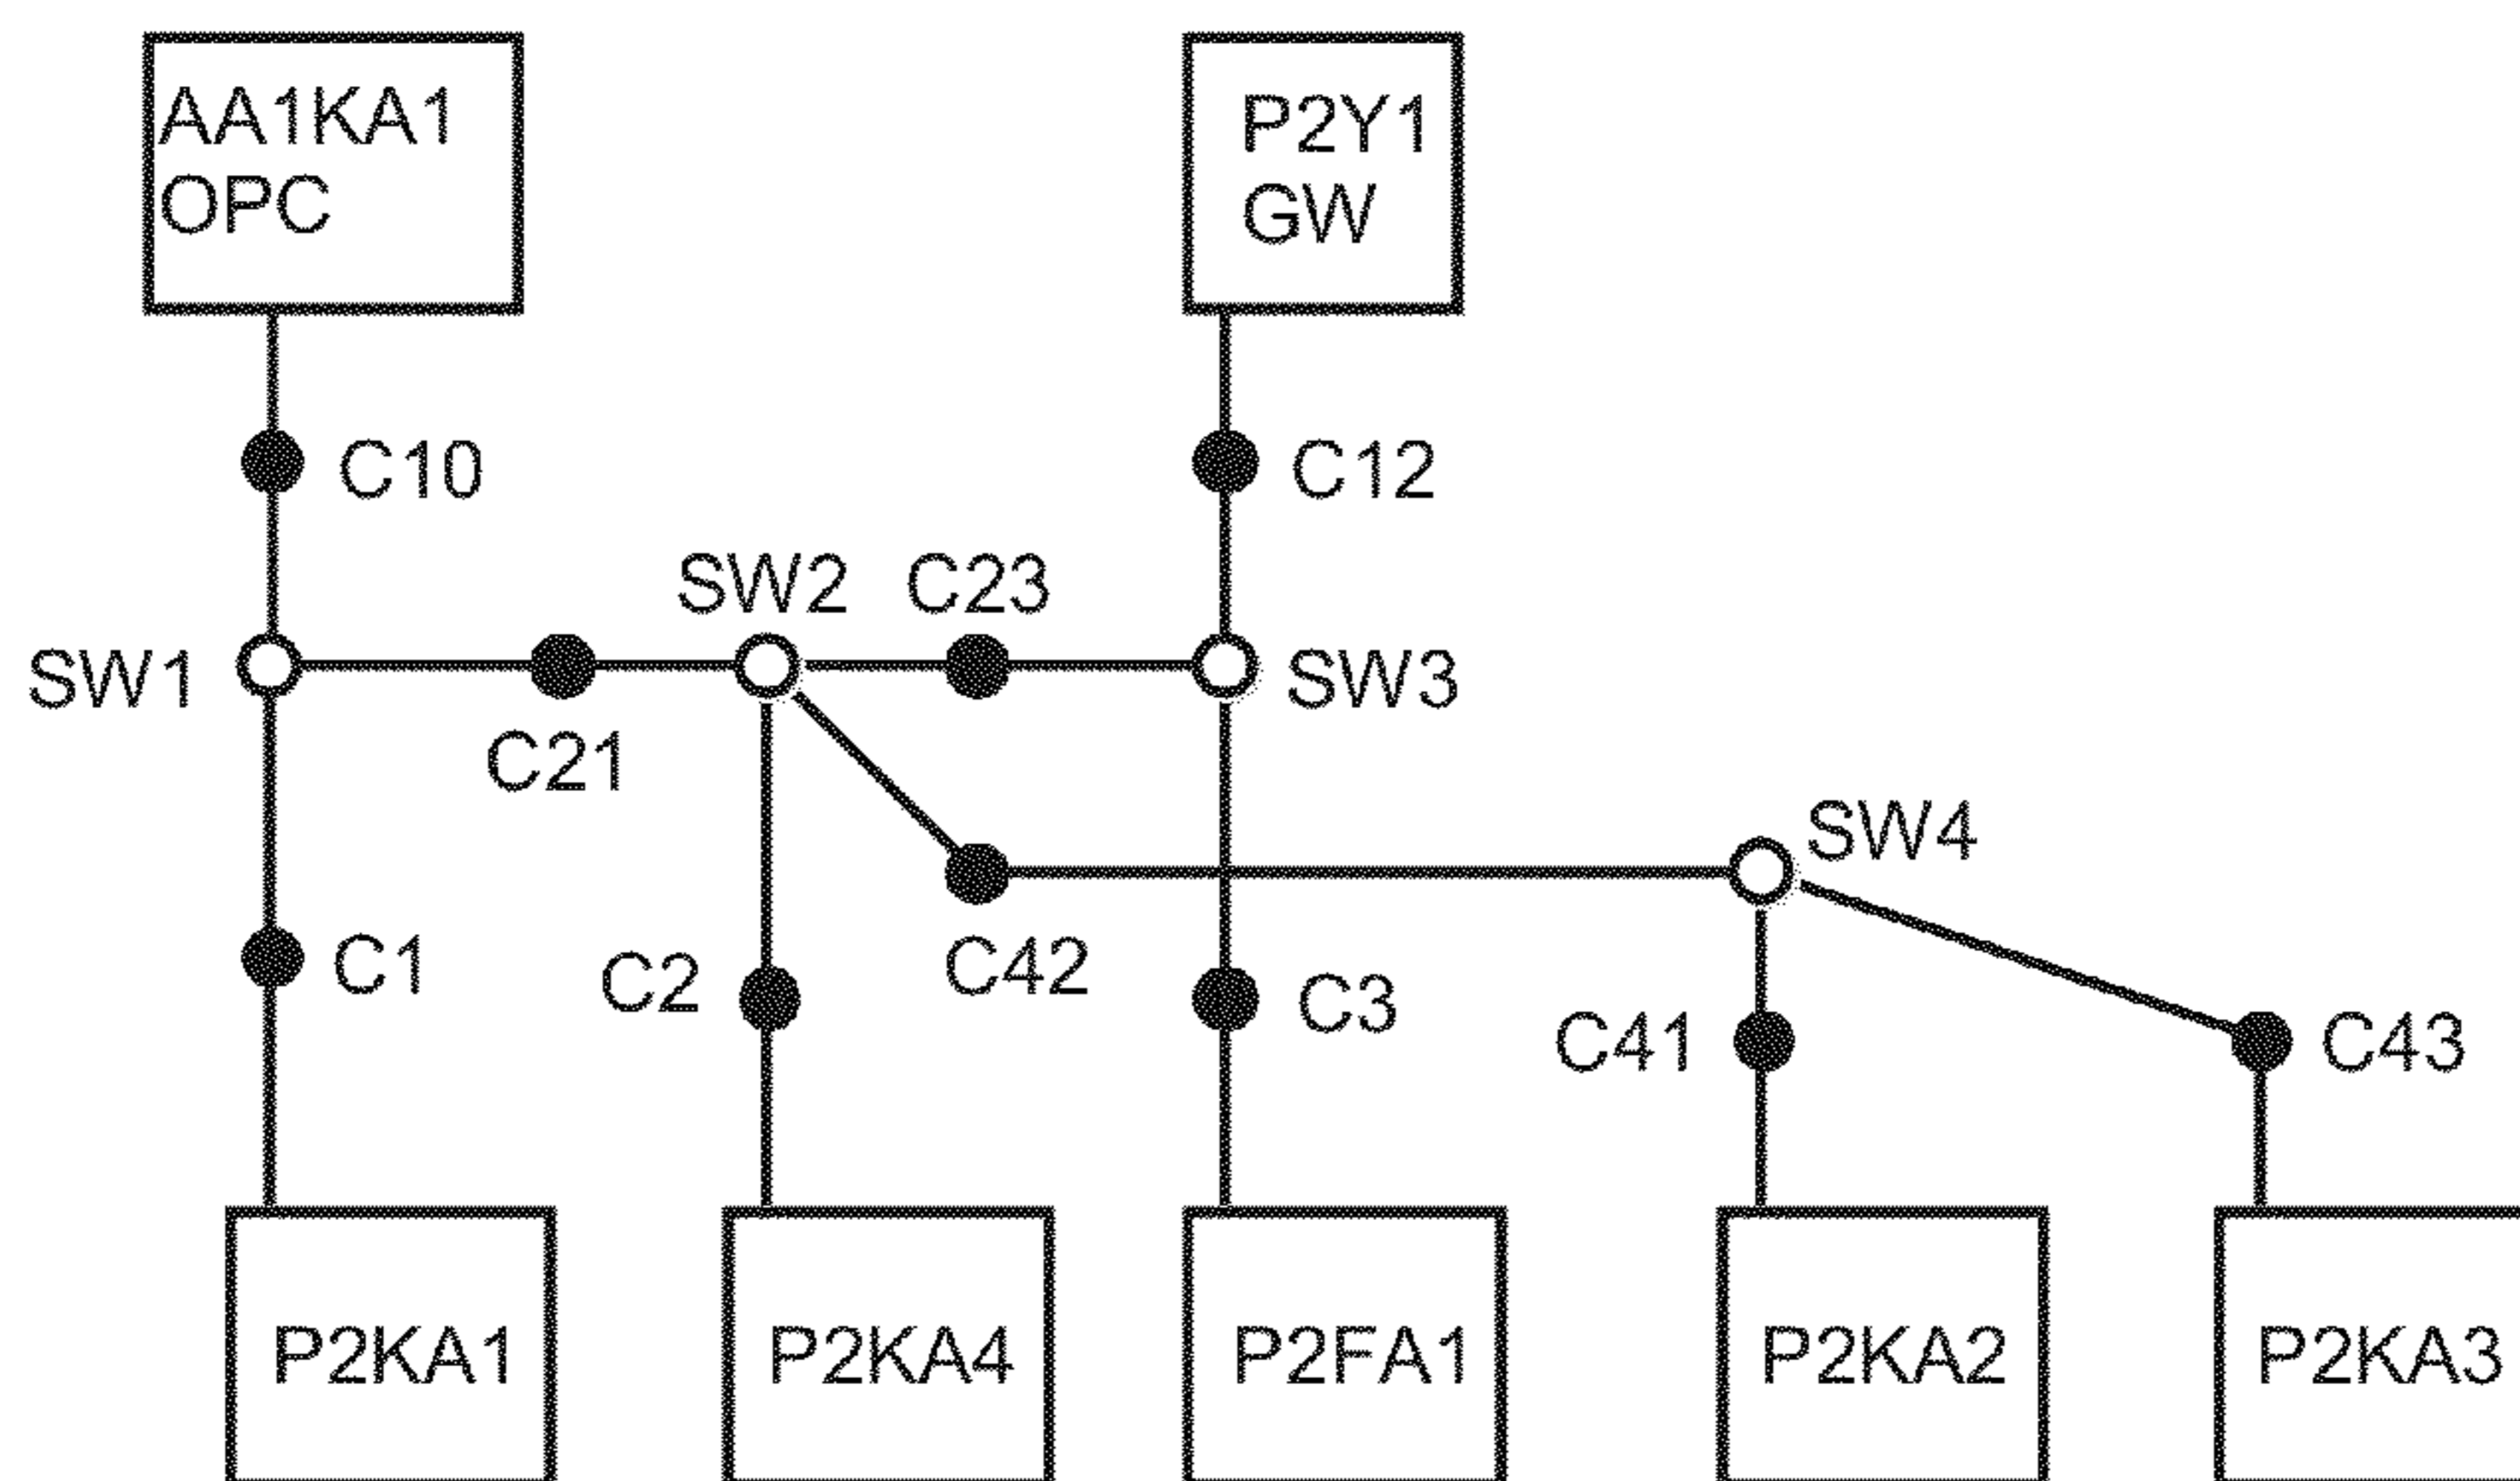 AA1KA1
OPC
P2Y1
GW
C10
C12
SW2
C23
SW1
SW3
C21
SW4
C1
C2
C42
C3
C41
C43
P2KA1
P2KA4
P2FA1
P2KA2
P2KA3